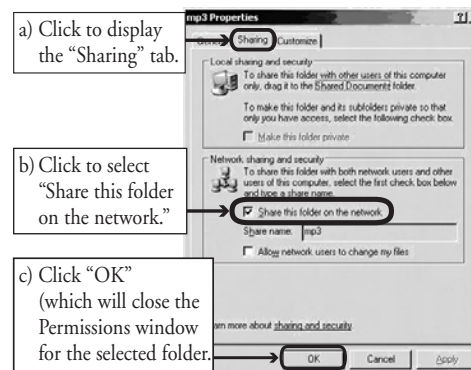 mp3 Properties
a) Click to display
the “Sharing” tab.
Sharing Customize
Local sharing and security
To share this folder with other users of this computer
only, drag it to the Shared Documents folder.
To make this folder and its subfolders private so that
only you have access, select the following check box.
Make this folder private
b) Click to select
“Share this folder
on the network.”
Network sharing and security
To share this folder with both network users and other
users of this computer, select the first check box below
and type a share name.
Share this folder on the network
Share name: mp3
Allow network users to change my files
c) Click “OK”
(which will close the
Permissions window
for the selected folder.
more about sharing and security.
OK Cancel Apply